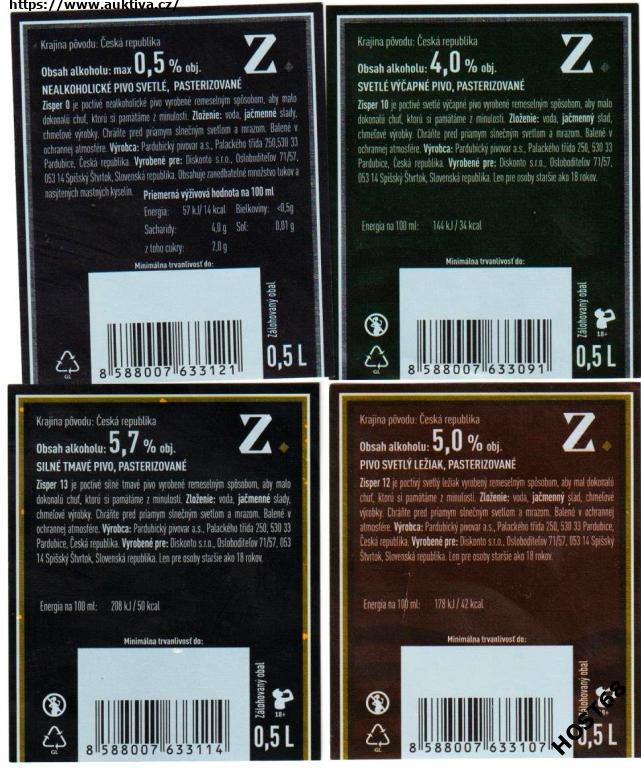 https://www.auktiva.cz/
Krajina pôvodu: Česká republika
Obsah alkoholu: max 0,5 % obj.
Z
NEALKOHOLICKÉ PIVO SVETLÉ, PASTERIZOVANÉ
Zisper 0 je poctivé nealkoholické pivo vyrobené remeselným spôsobom, aby malo
dokonalú chuť, ktorú si pamätáme z minulosti. Zloženie: voda, jačmenné slady,
chmeľové výrobky. Chráňte pred priamym slnečným svetlom a mrazom. Balené v
ochrannej atmosfére. Výrobca: Pardubický pivovar a.s., Palackého třída 250,530 33
Pardubice, Česká republika. Vyrobené pre: Diskonto s.r.o., Osloboditeľov 71/57,
053 14 Spišský Štvrtok, Slovenská republika. Obsahuje zanedbateľné množstvo tukov a
nasýtených mastných kyselín.
Priemerná výživová hodnota na 100 ml
Energia: 57 kJ/14 kcal Bielkoviny: <0,5g
Sacharidy: 4,0 g Soľ: 0,01 g
z toho cukry: 2,0 g
Minimálna trvanlivosť do:
Zálohovaný obal
GL
8 588007 633121
0,5 L
Krajina pôvodu: Česká republika
Obsah alkoholu: 4,0 % obj.
Z
SVETLÉ VÝČAPNÉ PIVO, PASTERIZOVANÉ
Zisper 10 je poctivé svetlé výčapné pivo vyrobené remeselným spôsobom, aby malo
dokonalú chuť, ktorú si pamätáme z minulosti. Zloženie: voda, jačmenný slad,
chmeľové výrobky. Chráňte pred priamym slnečným svetlom a mrazom. Balené v
ochrannej atmosfére. Výrobca: Pardubický pivovar a.s., Palackého třída 250, 530 33
Pardubice, Česká republika. Vyrobené pre: Diskonto s.r.o., Osloboditeľov 71/57,
053 14 Spišský Štvrtok, Slovenská republika. Len pre osoby staršie ako 18 rokov.
Energia na 100 ml: 144 kJ / 34 kcal
Minimálna trvanlivosť do:
Zálohovaný obal
18+
GL
8 588007 633091
0,5 L
Krajina pôvodu: Česká republika
Obsah alkoholu: 5,7 % obj.
Z
SILNÉ TMAVÉ PIVO, PASTERIZOVANÉ
Zisper 13 je poctivé silné tmavé pivo vyrobené remeselným spôsobom, aby malo
dokonalú chuť, ktorú si pamätáme z minulosti. Zloženie: voda, jačmenné slady,
chmeľové výrobky. Chráňte pred priamym slnečným svetlom a mrazom. Balené v
ochrannej atmosfére. Výrobca: Pardubický pivovar a.s., Palackého třída 250, 530 33
Pardubice, Česká republika. Vyrobené pre: Diskonto s.r.o., Osloboditeľov 71/57, 053
14 Spišský Štvrtok, Slovenská republika. Len pre osoby staršie ako 18 rokov.
Energia na 100 ml: 208 kJ / 50 kcal
Minimálna trvanlivosť do:
Zálohovaný obal
18+
GL
8 588007 633114
0,5 L
Krajina pôvodu: Česká republika
Obsah alkoholu: 5,0 % obj.
Z
PIVO SVETLÝ LEŽIAK, PASTERIZOVANÉ
Zisper 12 je poctivý svetlý ležiak vyrobený remeselným spôsobom, aby mal dokonalú
chuť, ktorú si pamätáme z minulosti. Zloženie: voda, jačmenný slad, chmeľové
výrobky. Chráňte pred priamym slnečným svetlom a mrazom. Balené v ochrannej
atmosfére. Výrobca: Pardubický pivovar a.s., Palackého třída 250, 530 33 Pardubice,
Česká republika. Vyrobené pre: Diskonto s.r.o., Osloboditeľov 71/57, 053 14 Spišský
Štvrtok, Slovenská republika. Len pre osoby staršie ako 18 rokov.
Energia na 100 ml: 178 kJ / 42 kcal
Minimálna trvanlivosť do:
Zálohovaný obal
GL
8 588007 633107
0,5 L
HOST68